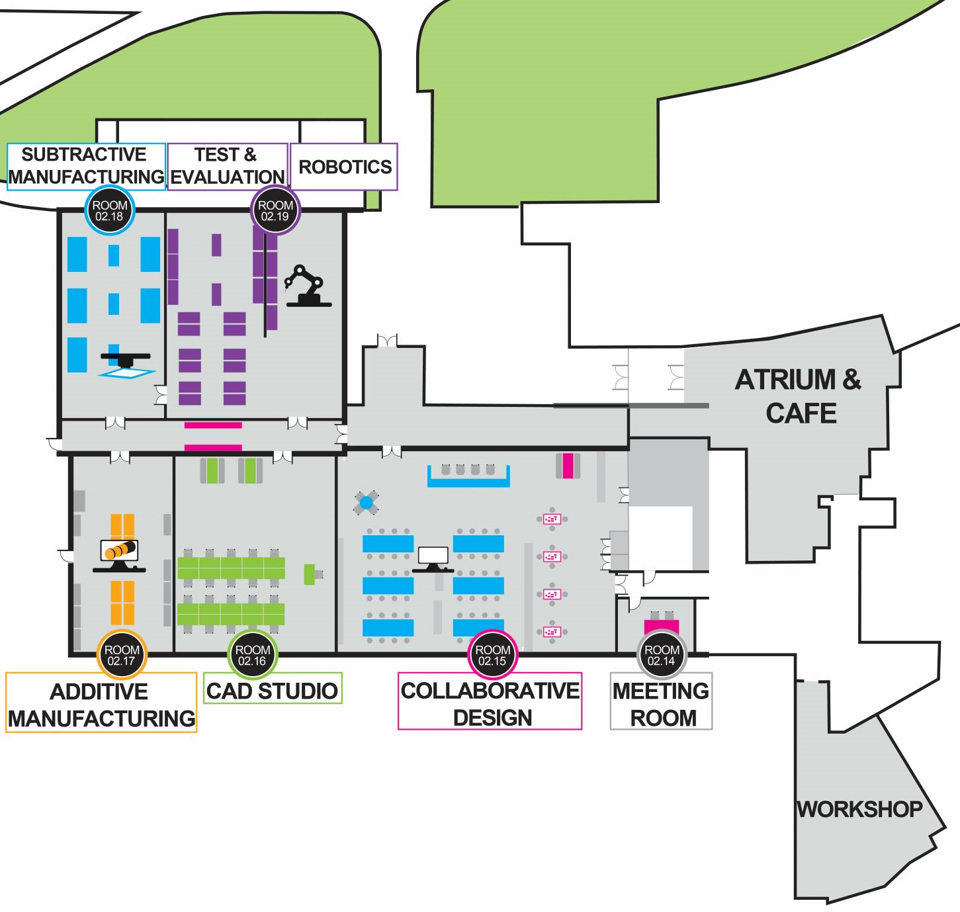 SUBTRACTIVE
MANUFACTURING
TEST &
EVALUATION
ROBOTICS
ROOM
02.18
ROOM
02.19
ATRIUM &
CAFE
ROOM
02.17
ROOM
02.16
ROOM
02.15
ROOM
02.14
ADDITIVE
MANUFACTURING
CAD STUDIO
COLLABORATIVE
DESIGN
MEETING
ROOM
WORKSHOP